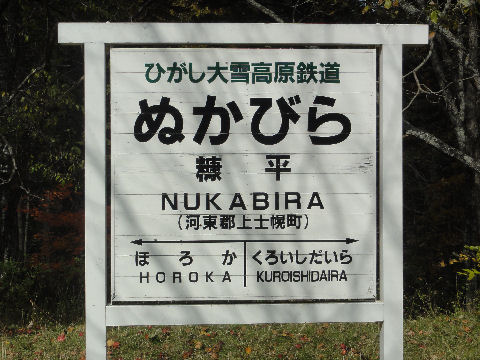 ひがし大雪高原鉄道
ぬかびら
糠平
NUKABIRA
(河東郡上士幌町)
ほろか くろいしだいら
HOROKA KUROISHIDAIRA